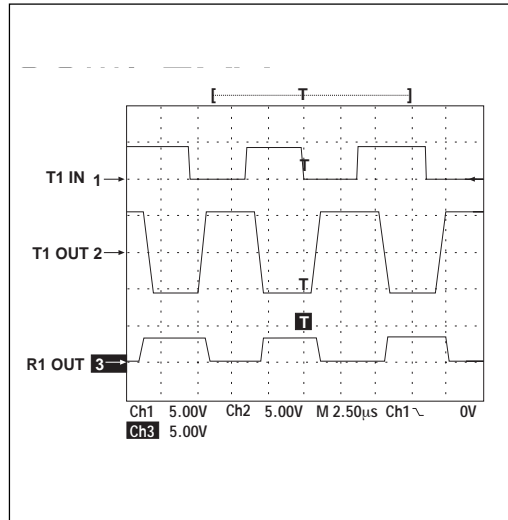 [ T ]
T
T1 IN 1
T1 OUT 2
T
T
R1 OUT 3
Ch1 5.00V Ch2 5.00V M 2.50µs Ch1 0V
Ch3 5.00V